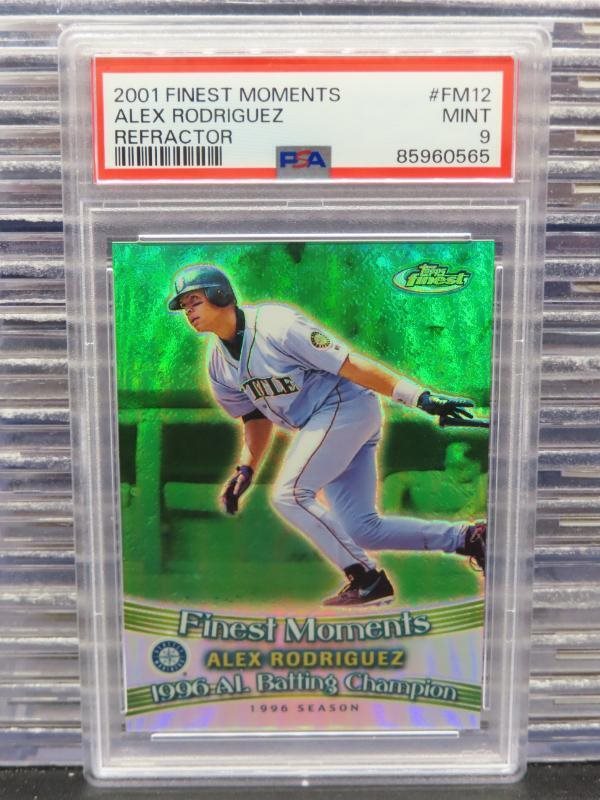 2001 FINEST MOMENTS #FM12
ALEX RODRIGUEZ MINT
REFRACTOR 9
PSA 85960565
Topps
finest
TTLE
Finest Moments
ALEX RODRIGUEZ
1996-AL Batting Champion
1996 SEASON